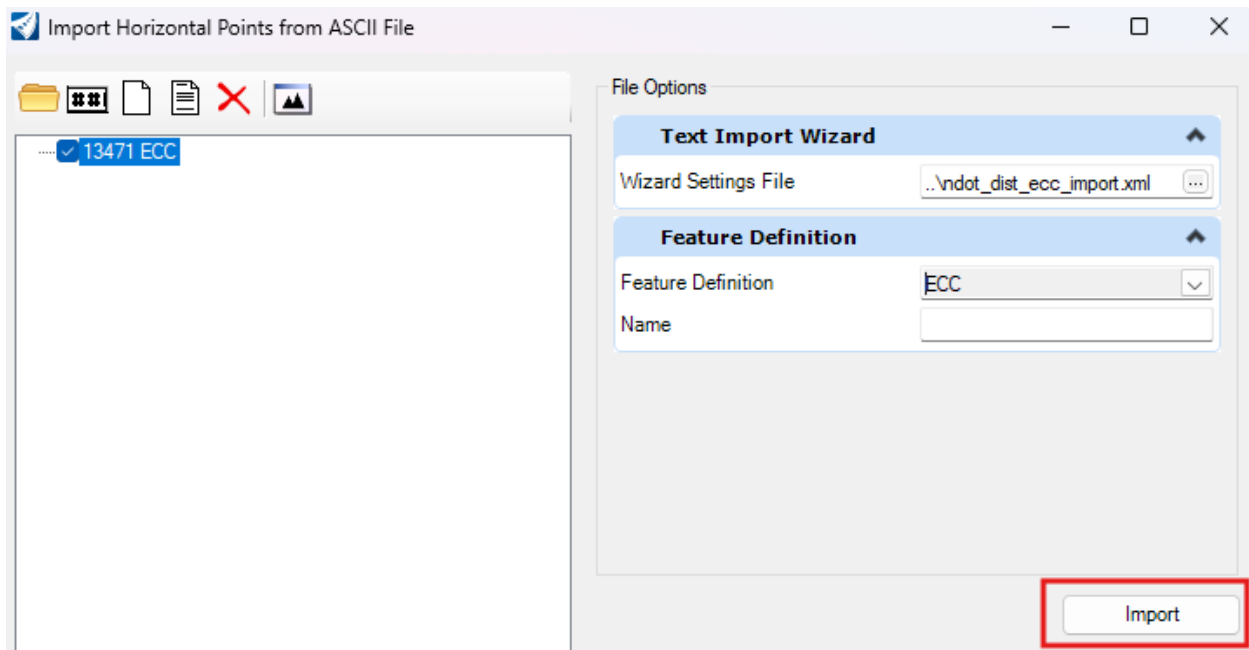 Import Horizontal Points from ASCII File
##
13471 ECC
File Options
Text Import Wizard
Wizard Settings File ..\ndot_dist_ecc_import.xml ...
Feature Definition
Feature Definition ECC
Name
Import